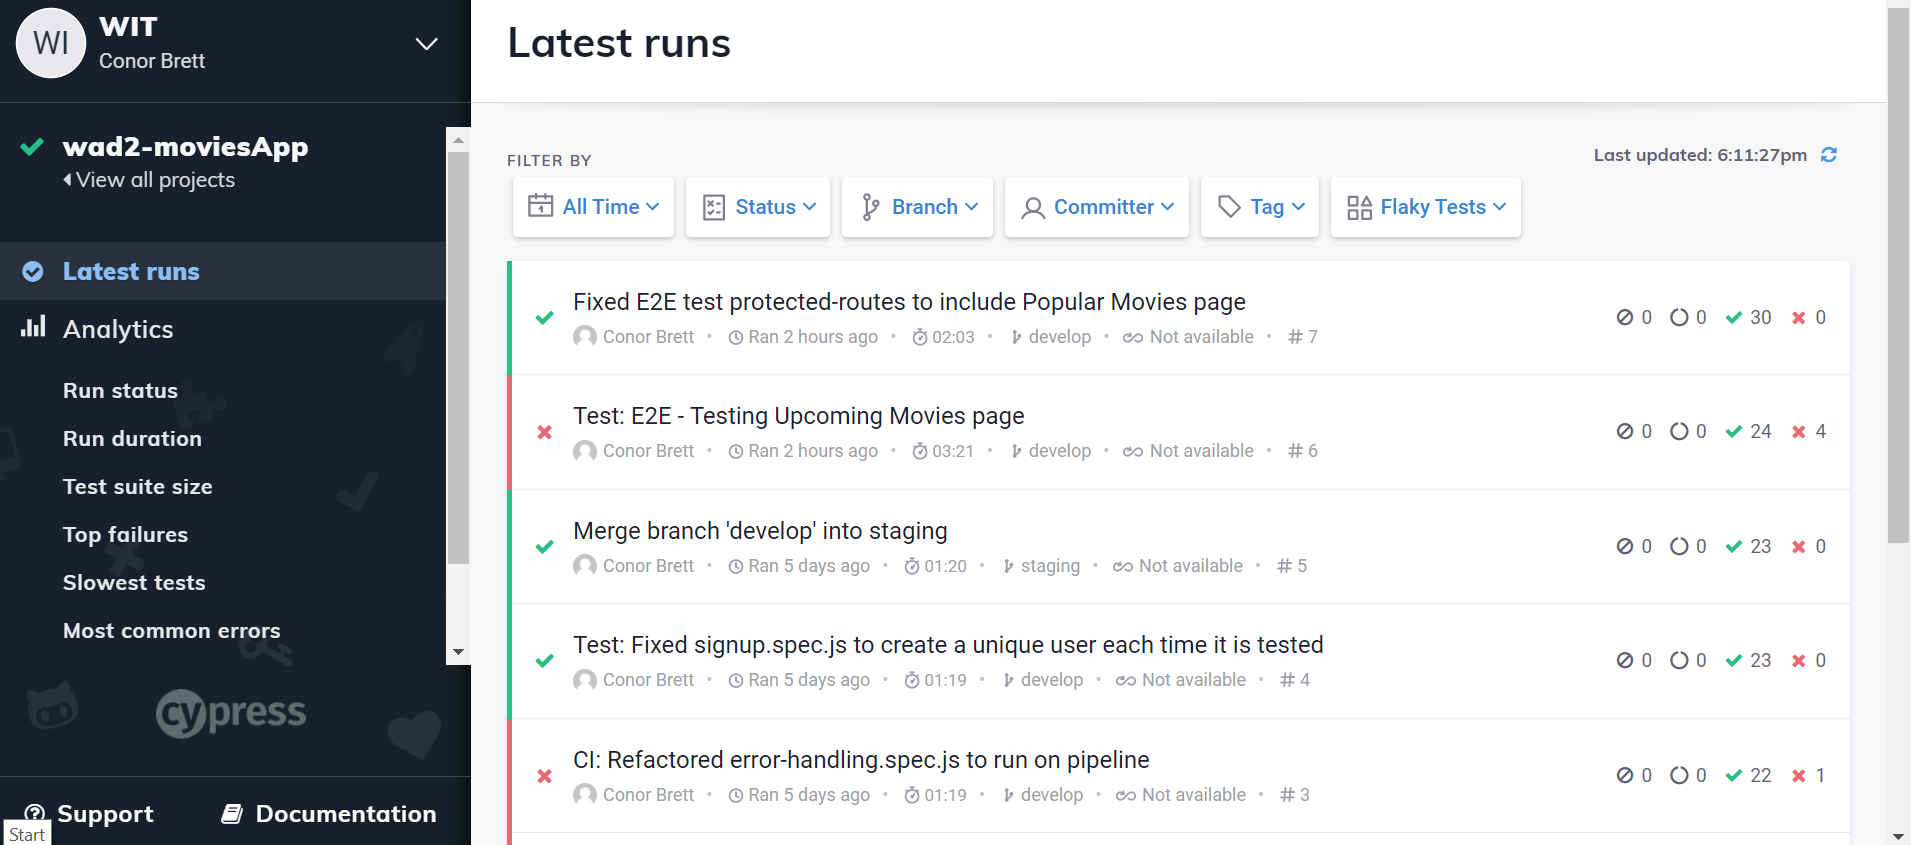 WI
WIT
Conor Brett
wad2-moviesApp
View all projects
Latest runs
Analytics
Run status
Run duration
Test suite size
Top failures
Slowest tests
Most common errors
cypress
Support
Documentation
Start
Latest runs
FILTER BY
Last updated: 6:11:27pm
All Time
Status
Branch
Committer
Tag
Flaky Tests
Fixed E2E test protected-routes to include Popular Movies page
Conor Brett • Ran 2 hours ago • 02:03 • develop • Not available • # 7
0 0 30 0
Test: E2E - Testing Upcoming Movies page
Conor Brett • Ran 2 hours ago • 03:21 • develop • Not available • # 6
0 0 24 4
Merge branch 'develop' into staging
Conor Brett • Ran 5 days ago • 01:20 • staging • Not available • # 5
0 0 23 0
Test: Fixed signup.spec.js to create a unique user each time it is tested
Conor Brett • Ran 5 days ago • 01:19 • develop • Not available • # 4
0 0 23 0
CI: Refactored error-handling.spec.js to run on pipeline
Conor Brett • Ran 5 days ago • 01:19 • develop • Not available • # 3
0 0 22 1